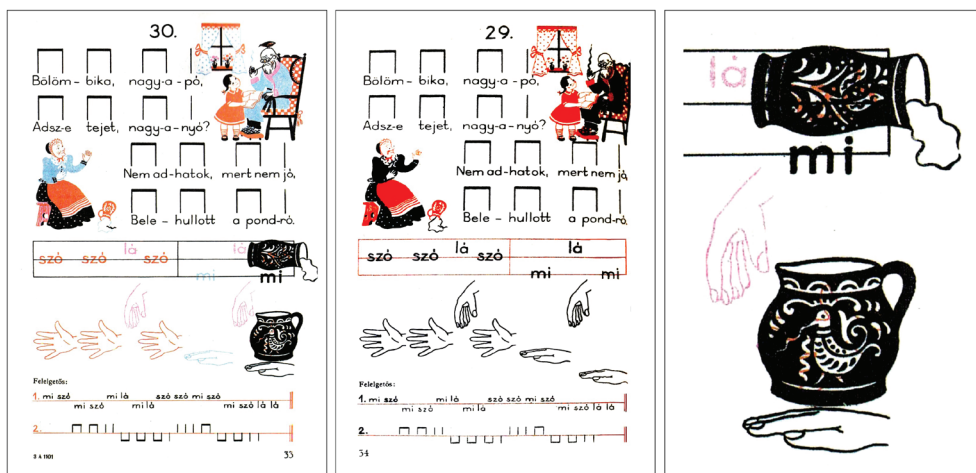 30.
Bölöm – bika, nagy-a-pó,
Adsz-e tejet, nagy-a-nyó?
Nem ad-hatok, mert nem jó,
Bele – hullott a pond-ró.
lá lá
szó szó szó
mi mi
Felelgetős:
1. mi szó mi lá szó szó mi szó
mi szó mi lá mi szó lá lá
2.
3 A 1101
33
29.
Bölöm – bika, nagy-a-pó,
Adsz-e tejet, nagy-a-nyó?
Nem ad-hatok, mert nem jó,
Bele – hullott a pond-ró.
lá lá
szó szó szó
mi mi
Felelgetős:
1. mi szó mi lá szó szó mi szó
mi szó mi lá mi szó lá lá
2.
34
lá
mi